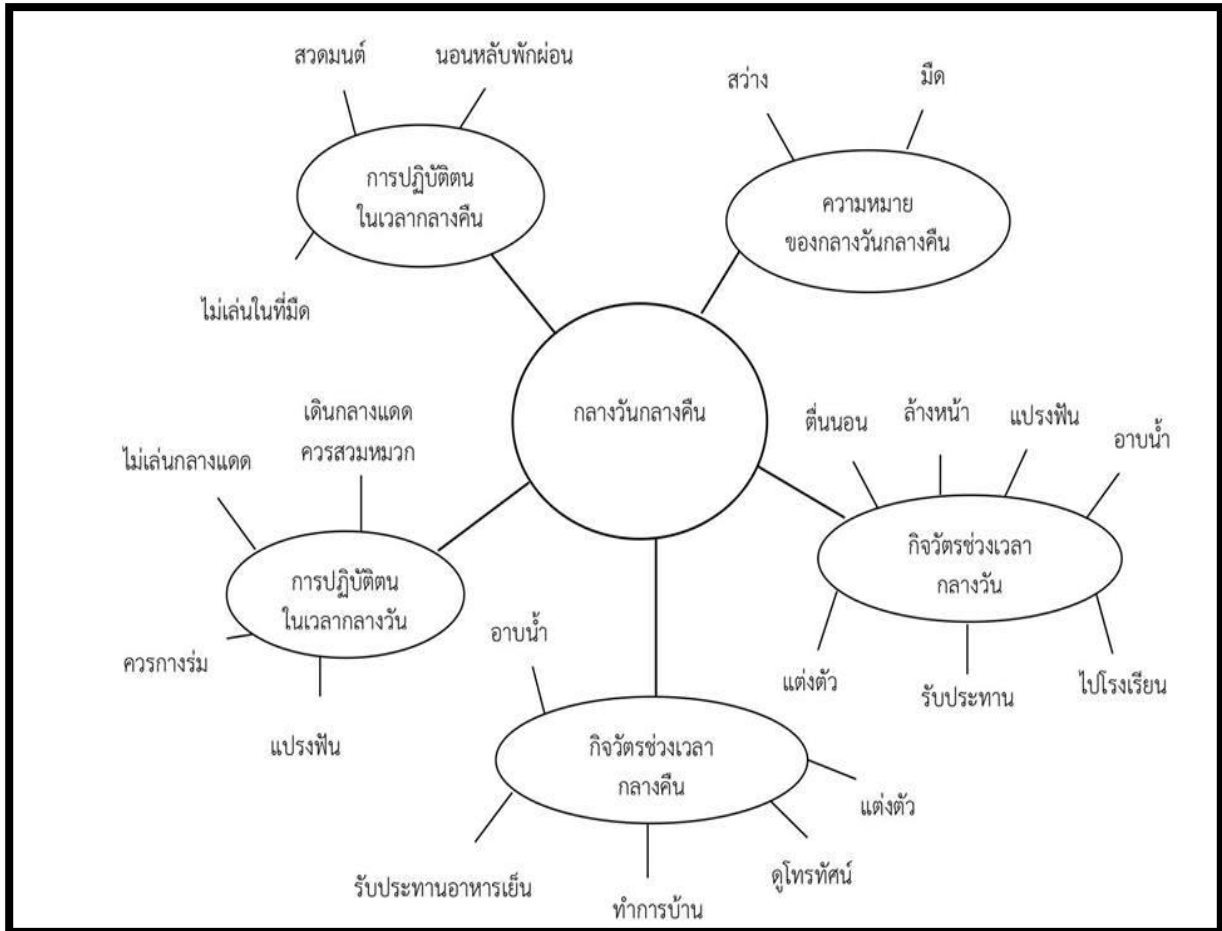 สวดมนต์
นอนหลับพักผ่อน
การปฏิบัติตน
ในเวลากลางคืน
ไม่เล่นในที่มืด
สว่าง
มืด
ความหมาย
ของกลางวันกลางคืน
กลางวันกลางคืน
ไม่เล่นกลางแดด
เดินกลางแดด
ควรสวมหมวก
การปฏิบัติตน
ในเวลากลางวัน
ควรกางร่ม
แปรงฟัน
ตื่นนอน
ล้างหน้า
แปรงฟัน
อาบน้ำ
กิจวัตรช่วงเวลา
กลางวัน
แต่งตัว
รับประทาน
ไปโรงเรียน
อาบน้ำ
กิจวัตรช่วงเวลา
กลางคืน
แต่งตัว
รับประทานอาหารเย็น
ทำการบ้าน
ดูโทรทัศน์